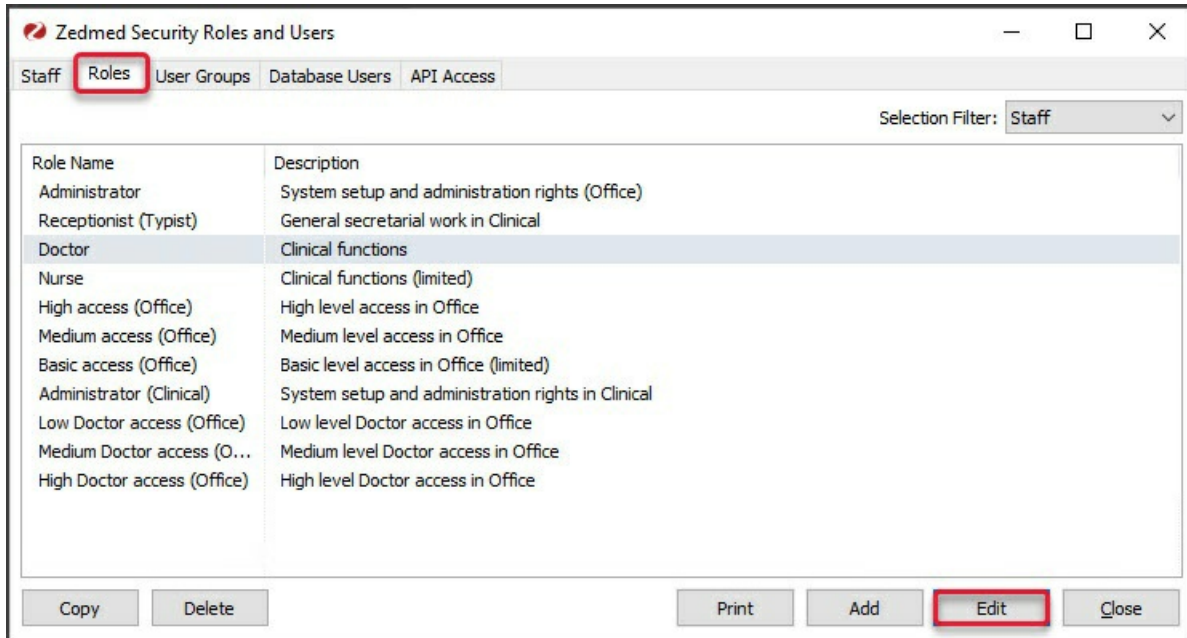 Zedmed Security Roles and Users
Staff Roles User Groups Database Users API Access
Selection Filter: Staff
Role Name Description
Administrator System setup and administration rights (Office)
Receptionist (Typist) General secretarial work in Clinical
Doctor Clinical functions
Nurse Clinical functions (limited)
High access (Office) High level access in Office
Medium access (Office) Medium level access in Office
Basic access (Office) Basic level access in Office (limited)
Administrator (Clinical) System setup and administration rights in Clinical
Low Doctor access (Office) Low level Doctor access in Office
Medium Doctor access (O... Medium level Doctor access in Office
High Doctor access (Office) High level Doctor access in Office
Copy Delete Print Add Edit Close